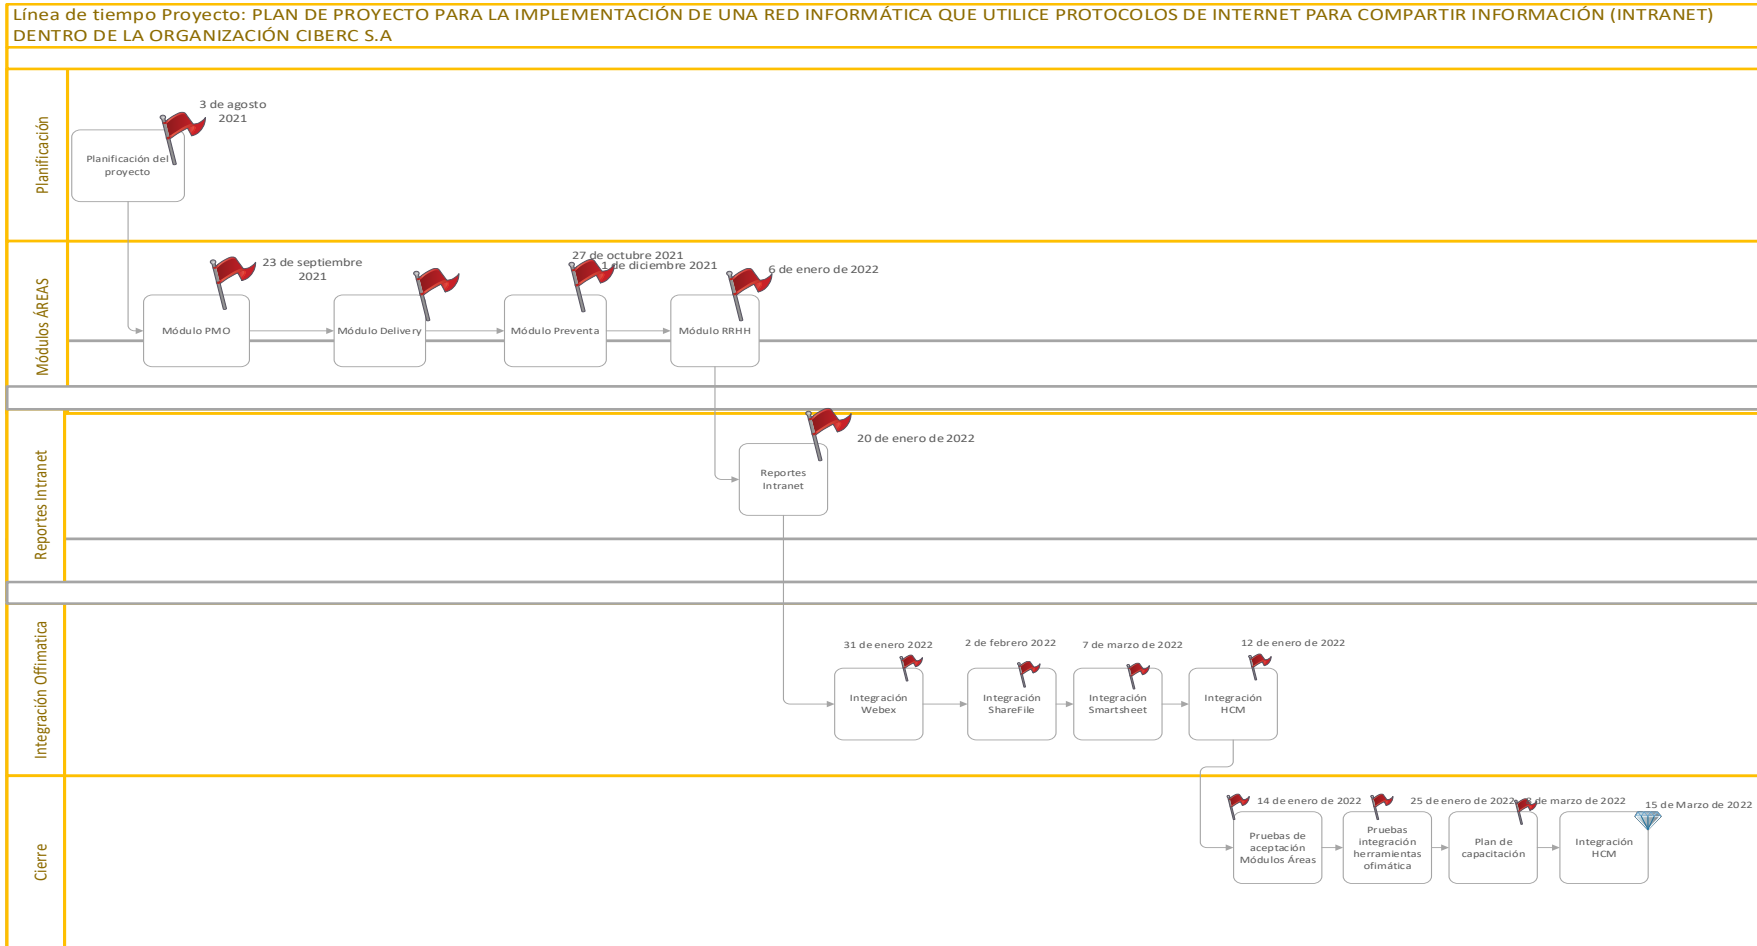 Línea de tiempo Proyecto: PLAN DE PROYECTO PARA LA IMPLEMENTACIÓN DE UNA RED INFORMÁTICA QUE UTILICE PROTOCOLOS DE INTERNET PARA COMPARTIR INFORMACIÓN (INTRANET)
DENTRO DE LA ORGANIZACIÓN CIBERC S.A
Planificación
3 de agosto
2021
Planificación del
proyecto
Módulos ÁREAS
23 de septiembre
2021
27 de octubre 2021
1 de diciembre 2021
6 de enero de 2022
Módulo PMO
Módulo Delivery
Módulo Preventa
Módulo RRHH
Reportes Intranet
20 de enero de 2022
Reportes
Intranet
Integración Offimatica
31 de enero 2022
2 de febrero 2022
7 de marzo de 2022
12 de enero de 2022
Integración
Webex
Integración
ShareFile
Integración
Smartsheet
Integración
HCM
Cierre
14 de enero de 2022
25 de enero de 2022
de marzo de 2022
15 de Marzo de 2022
Pruebas de
aceptación
Módulos Áreas
Pruebas
integración
herramientas
ofimática
Plan de
capacitación
Integración
HCM